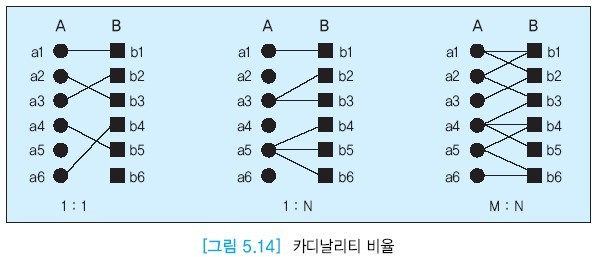 A B A B A B
a1 b1 a1 b1 a1 b1
a2 b2 a2 b2 a2 b2
a3 b3 a3 b3 a3 b3
a4 b4 a4 b4 a4 b4
a5 b5 a5 b5 a5 b5
a6 b6 a6 b6 a6 b6
1 : 1 1 : N M : N
[그림 5.14] 카디날리티 비율